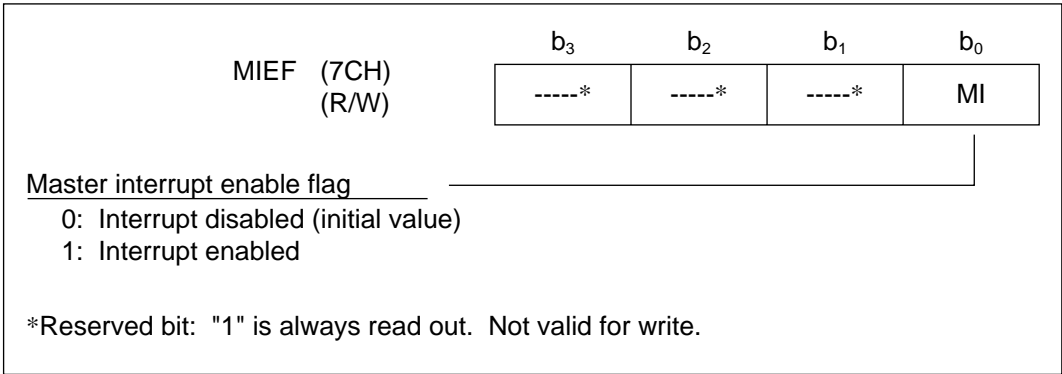 b₃ b₂ b₁ b₀
MIEF (7CH) -----* -----* -----* MI
(R/W)
Master interrupt enable flag
0: Interrupt disabled (initial value)
1: Interrupt enabled
*Reserved bit: "1" is always read out. Not valid for write.